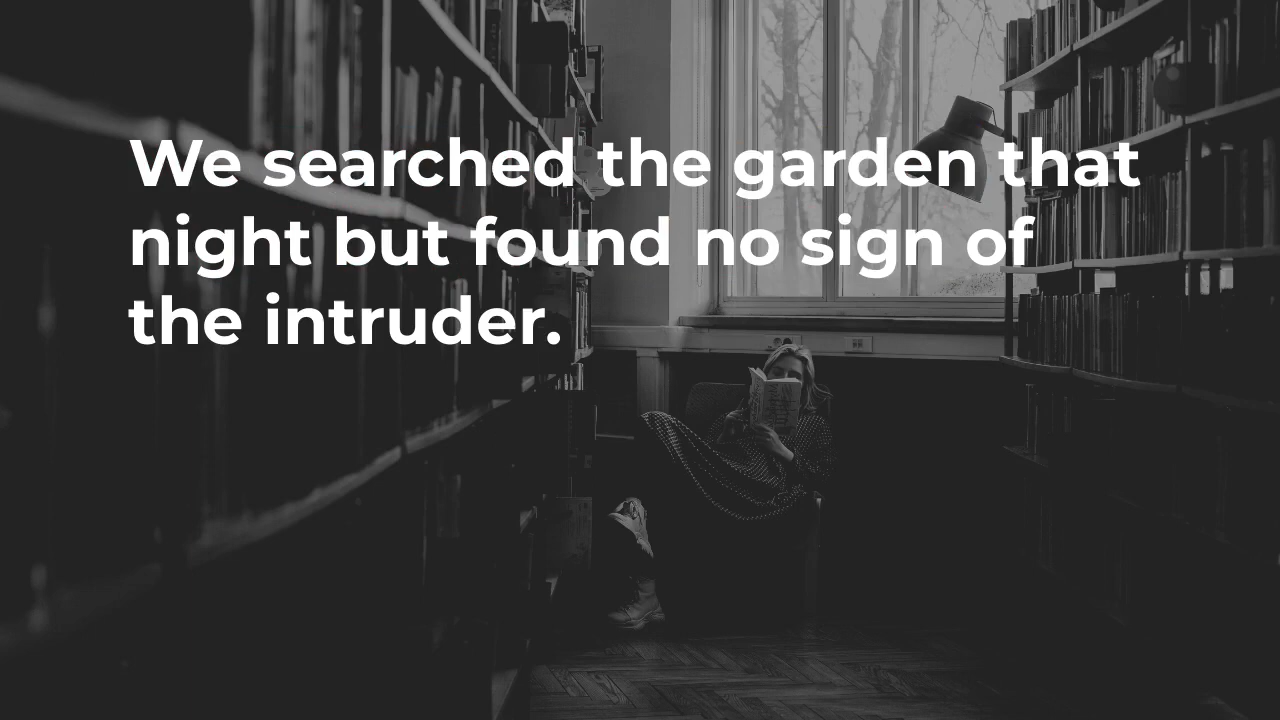 We searched the garden that
night but found no sign of
the intruder.